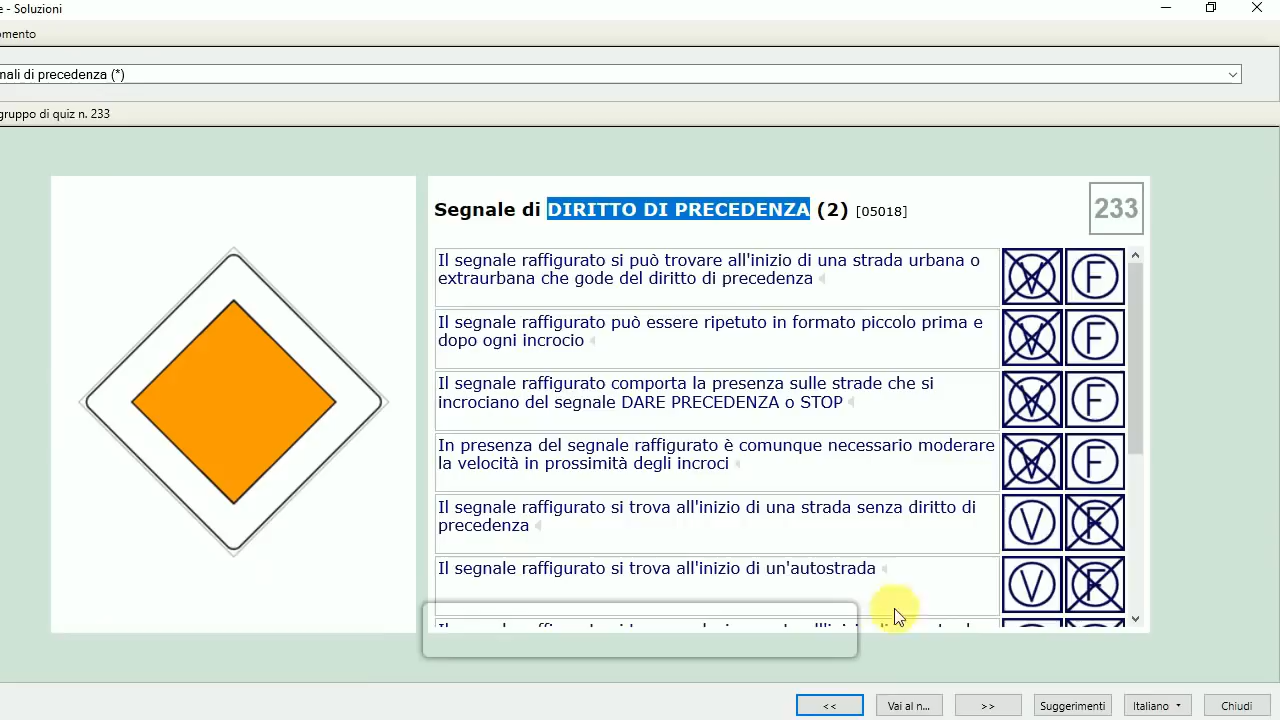 e - Soluzioni
omento
nali di precedenza (*)
gruppo di quiz n. 233
Segnale di DIRITTO DI PRECEDENZA (2) [05018]
233
Il segnale raffigurato si può trovare all'inizio di una strada urbana o
extraurbana che gode del diritto di precedenza
V F
Il segnale raffigurato può essere ripetuto in formato piccolo prima e
dopo ogni incrocio
V F
Il segnale raffigurato comporta la presenza sulle strade che si
incrociano del segnale DARE PRECEDENZA o STOP
V F
In presenza del segnale raffigurato è comunque necessario moderare
la velocità in prossimità degli incroci
V F
Il segnale raffigurato si trova all'inizio di una strada senza diritto di
precedenza
V F
Il segnale raffigurato si trova all'inizio di un'autostrada
V F
<< Vai al n... >> Suggerimenti Italiano Chiudi